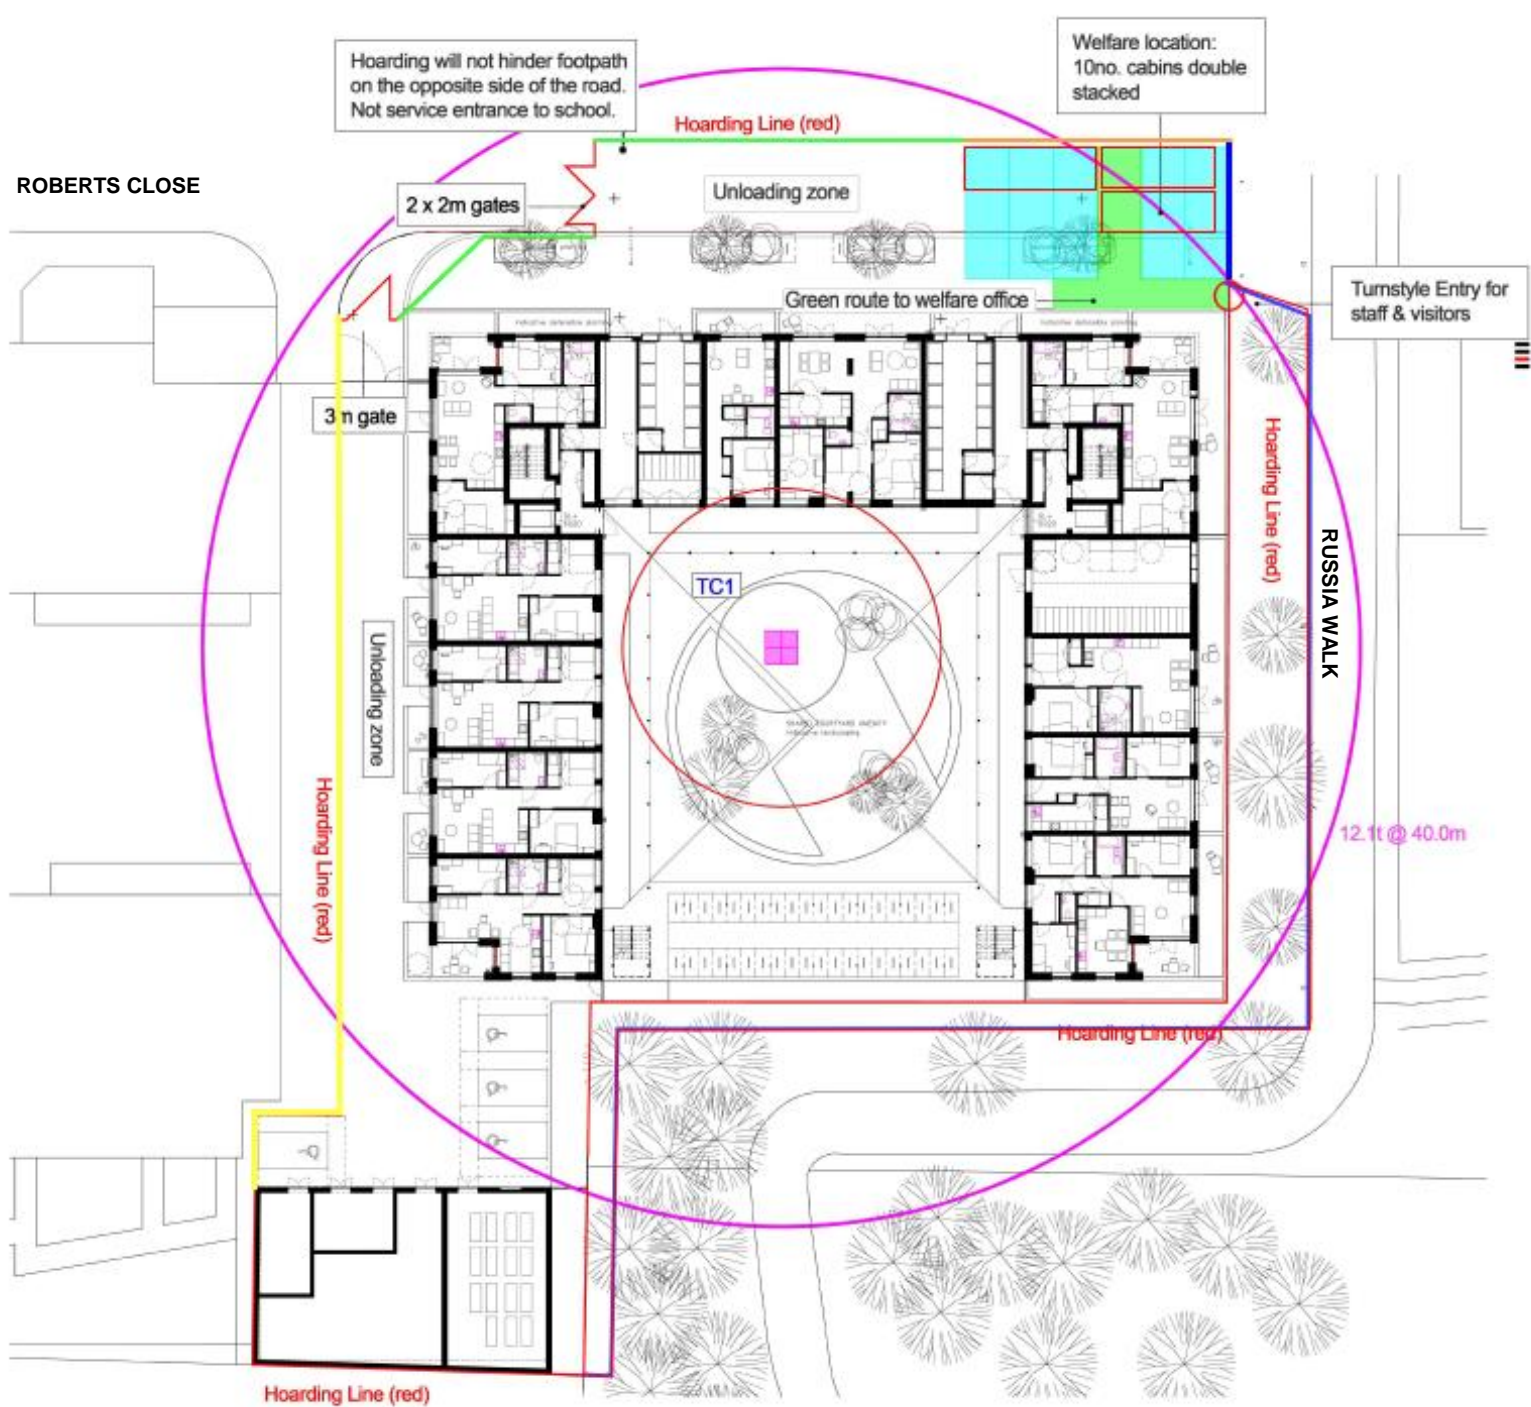 Hoarding will not hinder footpath
on the opposite side of the road.
Not service entrance to school.
Welfare location:
10no. cabins double
stacked
Hoarding Line (red)
ROBERTS CLOSE
2 x 2m gates
Unloading zone
Green route to welfare office
Turnstyle Entry for
staff & visitors
3m gate
Hoarding Line (red)
RUSSIA WALK
TC1
Unloading zone
Hoarding Line (red)
12.1t @ 40.0m
Hoarding Line (red)
Hoarding Line (red)